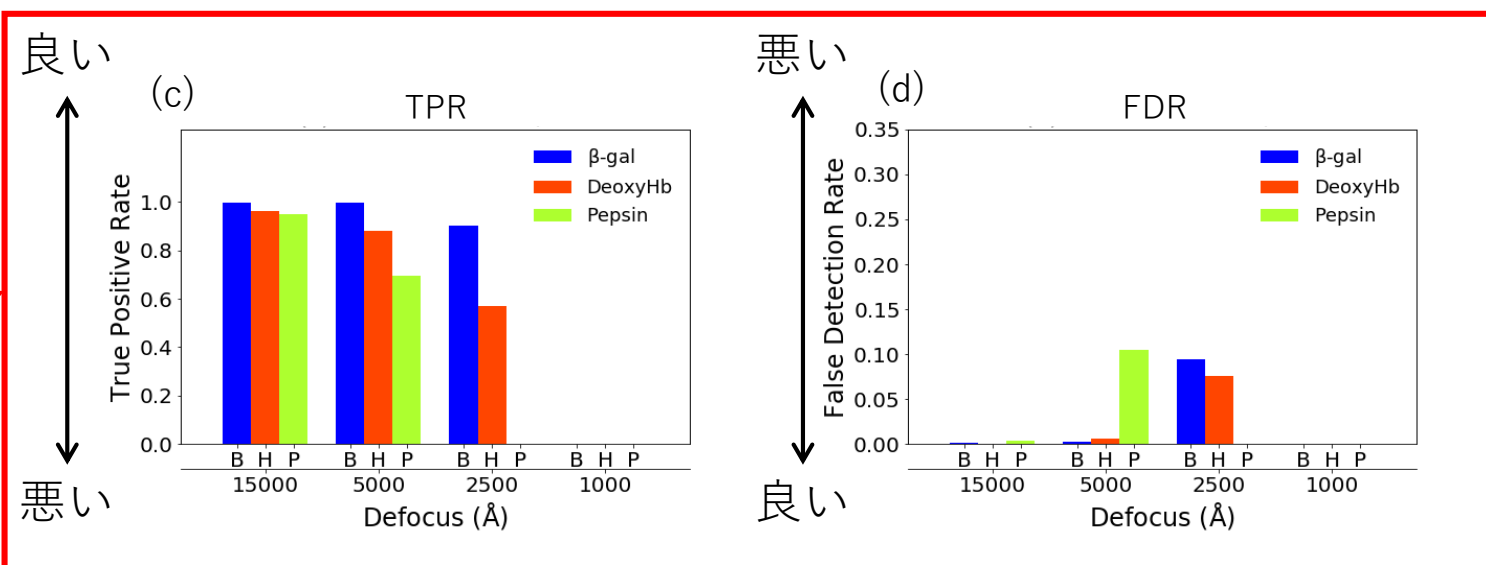 良い
(c)
TPR
True Positive Rate
1.0
0.8
0.6
0.4
0.2
0.0
β-gal
DeoxyHb
Pepsin
B H P B H P B H P B H P
15000 5000 2500 1000
Defocus (Å)
悪い
悪い
(d)
FDR
False Detection Rate
0.35
0.30
0.25
0.20
0.15
0.10
0.05
0.00
β-gal
DeoxyHb
Pepsin
B H P B H P B H P B H P
15000 5000 2500 1000
Defocus (Å)
良い